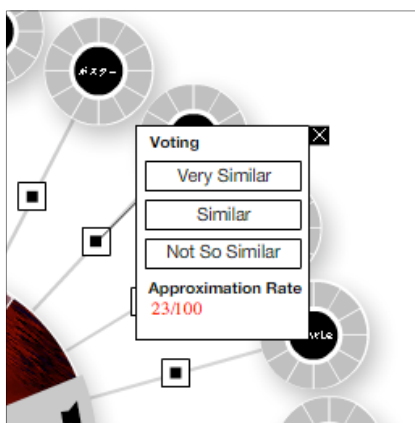 ポスター
Voting
Very Similar
Similar
Not So Similar
Approximation Rate
23/100